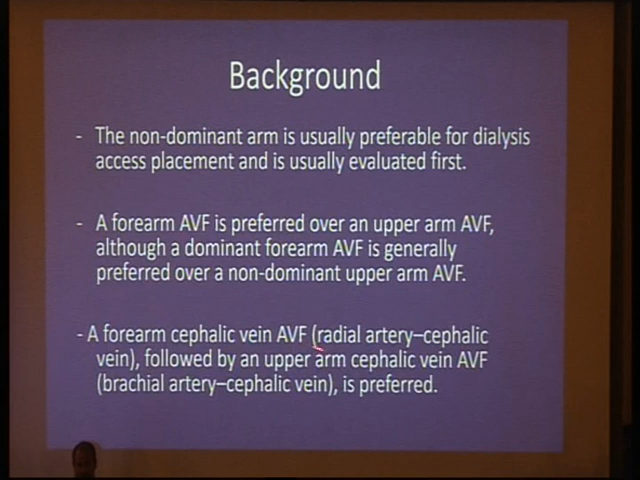 Background
- The non-dominant arm is usually preferable for dialysis
access placement and is usually evaluated first.
- A forearm AVF is preferred over an upper arm AVF,
although a dominant forearm AVF is generally
preferred over a non-dominant upper arm AVF.
- A forearm cephalic vein AVF (radial artery–cephalic
vein), followed by an upper arm cephalic vein AVF
(brachial artery–cephalic vein), is preferred.